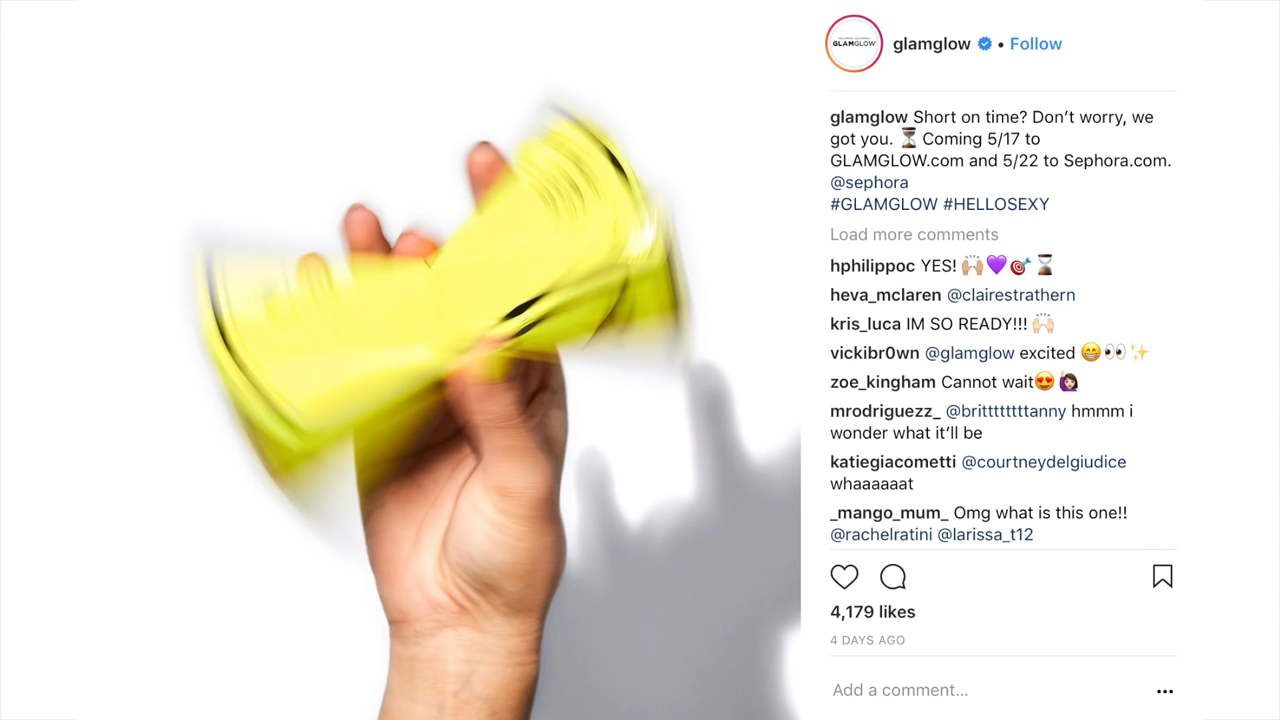 GLAMGLOW
glamglow • Follow
glamglow Short on time? Don’t worry, we
got you. ⏳ Coming 5/17 to
GLAMGLOW.com and 5/22 to Sephora.com.
@sephora
#GLAMGLOW #HELLOSEXY
Load more comments
hphilippoc YES! 🙌🏼💜🎯⏳
heva_mclaren @clairestrathern
kris_luca IM SO READY!!! 🙌🏻
vickibr0wn @glamglow excited 😁👀✨
zoe_kingham Cannot wait😍🙋🏻
mrodriguezz_ @brittttttttanny hmmm i
wonder what it’ll be
katiegiacometti @courtneydelgiudice
whaaaaaat
_mango_mum_ Omg what is this one!!
@rachelratini @larissa_t12
4,179 likes
4 DAYS AGO
Add a comment...